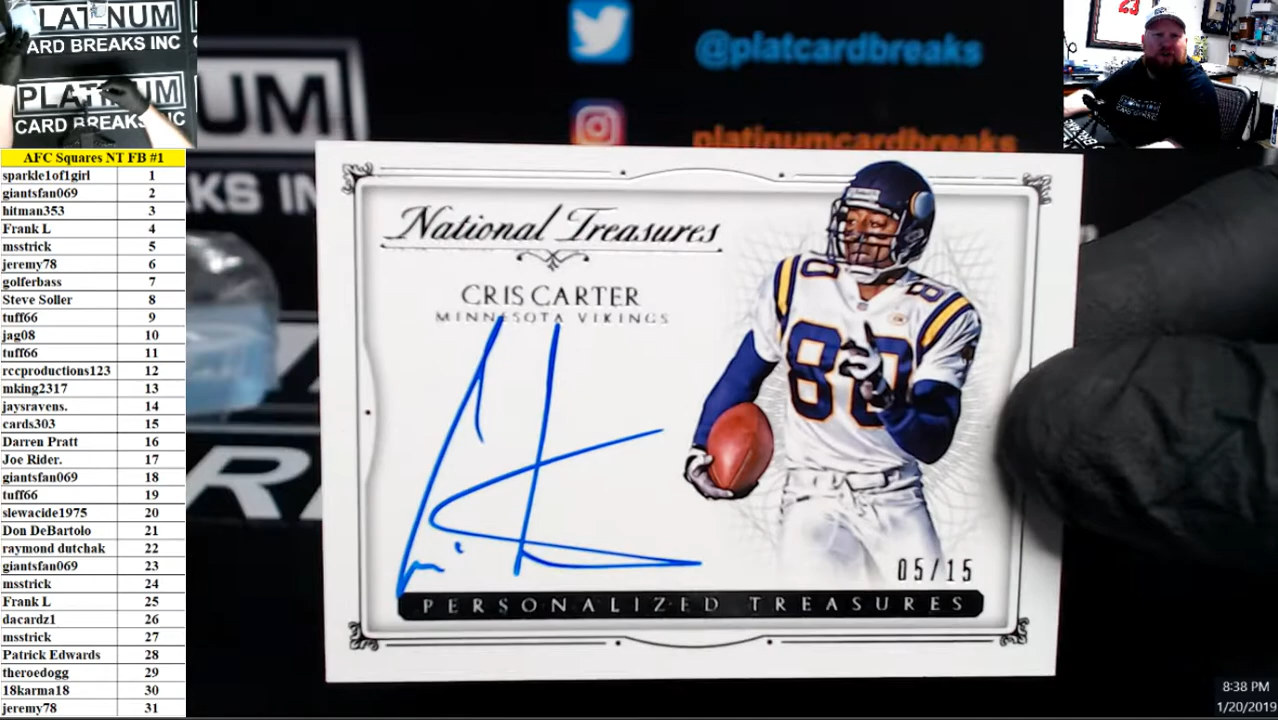 PLATINUM
CARD BREAKS INC
PLATINUM
CARD BREAKS INC
AFC Squares NT FB #1
sparkle1of1girl 1
giantsfan069 2
hitman353 3
Frank L 4
msstrick 5
jeremy78 6
golferbass 7
Steve Soller 8
tuff66 9
jag08 10
tuff66 11
rccproductions123 12
mking2317 13
jaysravens. 14
cards303 15
Darren Pratt 16
Joe Rider. 17
giantsfan069 18
tuff66 19
slewacide1975 20
Don DeBartolo 21
raymond dutchak 22
giantsfan069 23
msstrick 24
Frank L 25
dacardz1 26
msstrick 27
Patrick Edwards 28
theroedogg 29
18karma18 30
jeremy78 31
@platcardbreaks
platinumcardbreaks
UM
KS IN
National Treasures
CRIS CARTER
MINNESOTA VIKINGS
80
80
05/15
PERSONALIZED TREASURES
23
8:38 PM
1/20/2019